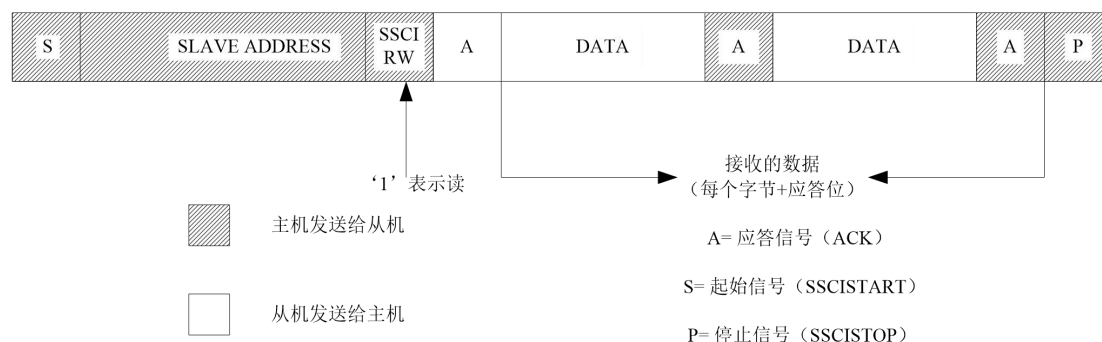 S SLAVE ADDRESS SSCI RW A DATA A DATA A P
‘1’表示读
接收的数据
（每个字节+应答位）
主机发送给从机
A= 应答信号（ACK）
S= 起始信号（SSCISTART）
从机发送给主机
P= 停止信号（SSCISTOP）